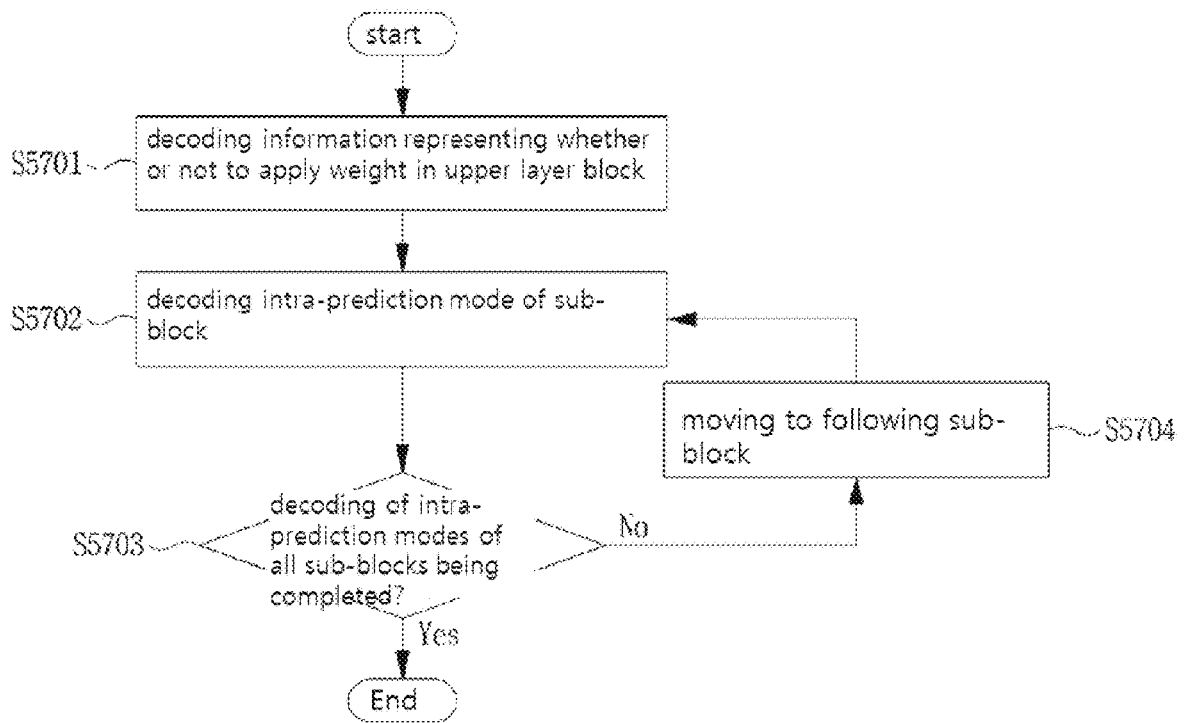 start
S5701
decoding information representing whether
or not to apply weight in upper layer block
S5702
decoding intra-prediction mode of sub-
block
moving to following sub-
block
S5704
S5703
decoding of intra-
prediction modes of
all sub-blocks being
completed?
No
Yes
End